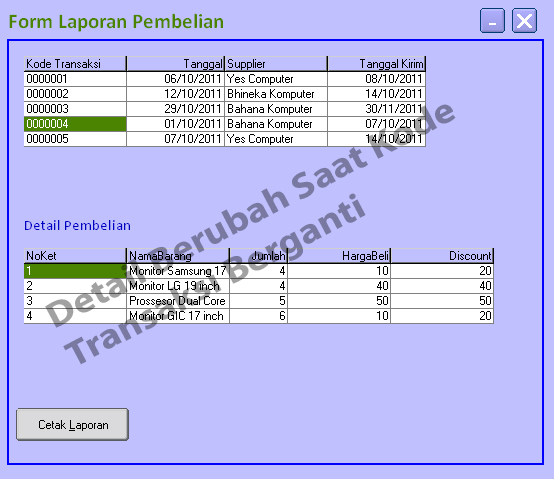 Form Laporan Pembelian
Kode Transaksi Tanggal Supplier Tanggal Kirim
0000001 06/10/2011 Yes Computer 08/10/2011
0000002 12/10/2011 Bhineka Komputer 14/10/2011
0000003 29/10/2011 Bahana Komputer 30/11/2011
0000004 01/10/2011 Bahana Komputer 07/10/2011
0000005 07/10/2011 Yes Computer 14/10/2011
Detail Berubah Saat Kode
Transaksi Berganti
Detail Pembelian
NoKet NamaBarang Jumlah HargaBeli Discount
1 Monitor Samsung 17 4 10 20
2 Monitor LG 19 inch 4 40 40
3 Prossesor Dual Core 5 50 50
4 Monitor GIC 17 inch 6 10 20
Cetak Laporan